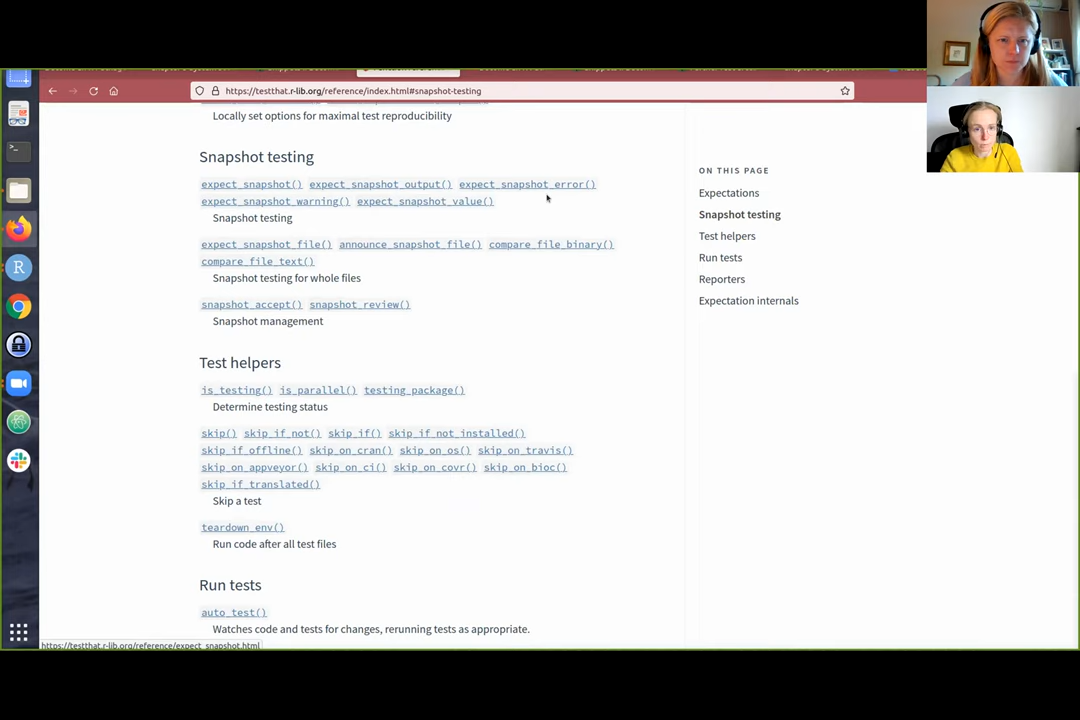 https://testthat.r-lib.org/reference/index.html#snapshot-testing
Locally set options for maximal test reproducibility
Snapshot testing
expect_snapshot() expect_snapshot_output() expect_snapshot_error()
expect_snapshot_warning() expect_snapshot_value()
Snapshot testing
expect_snapshot_file() announce_snapshot_file() compare_file_binary()
compare_file_text()
Snapshot testing for whole files
snapshot_accept() snapshot_review()
Snapshot management
Test helpers
is_testing() is_parallel() testing_package()
Determine testing status
skip() skip_if_not() skip_if() skip_if_not_installed()
skip_if_offline() skip_on_cran() skip_on_os() skip_on_travis()
skip_on_appveyor() skip_on_ci() skip_on_covr() skip_on_bioc()
skip_if_translated()
Skip a test
teardown_env()
Run code after all test files
Run tests
auto_test()
Watches code and tests for changes, rerunning tests as appropriate.
ON THIS PAGE
Expectations
Snapshot testing
Test helpers
Run tests
Reporters
Expectation internals
https://testthat.r-lib.org/reference/expect_snapshot.html
R